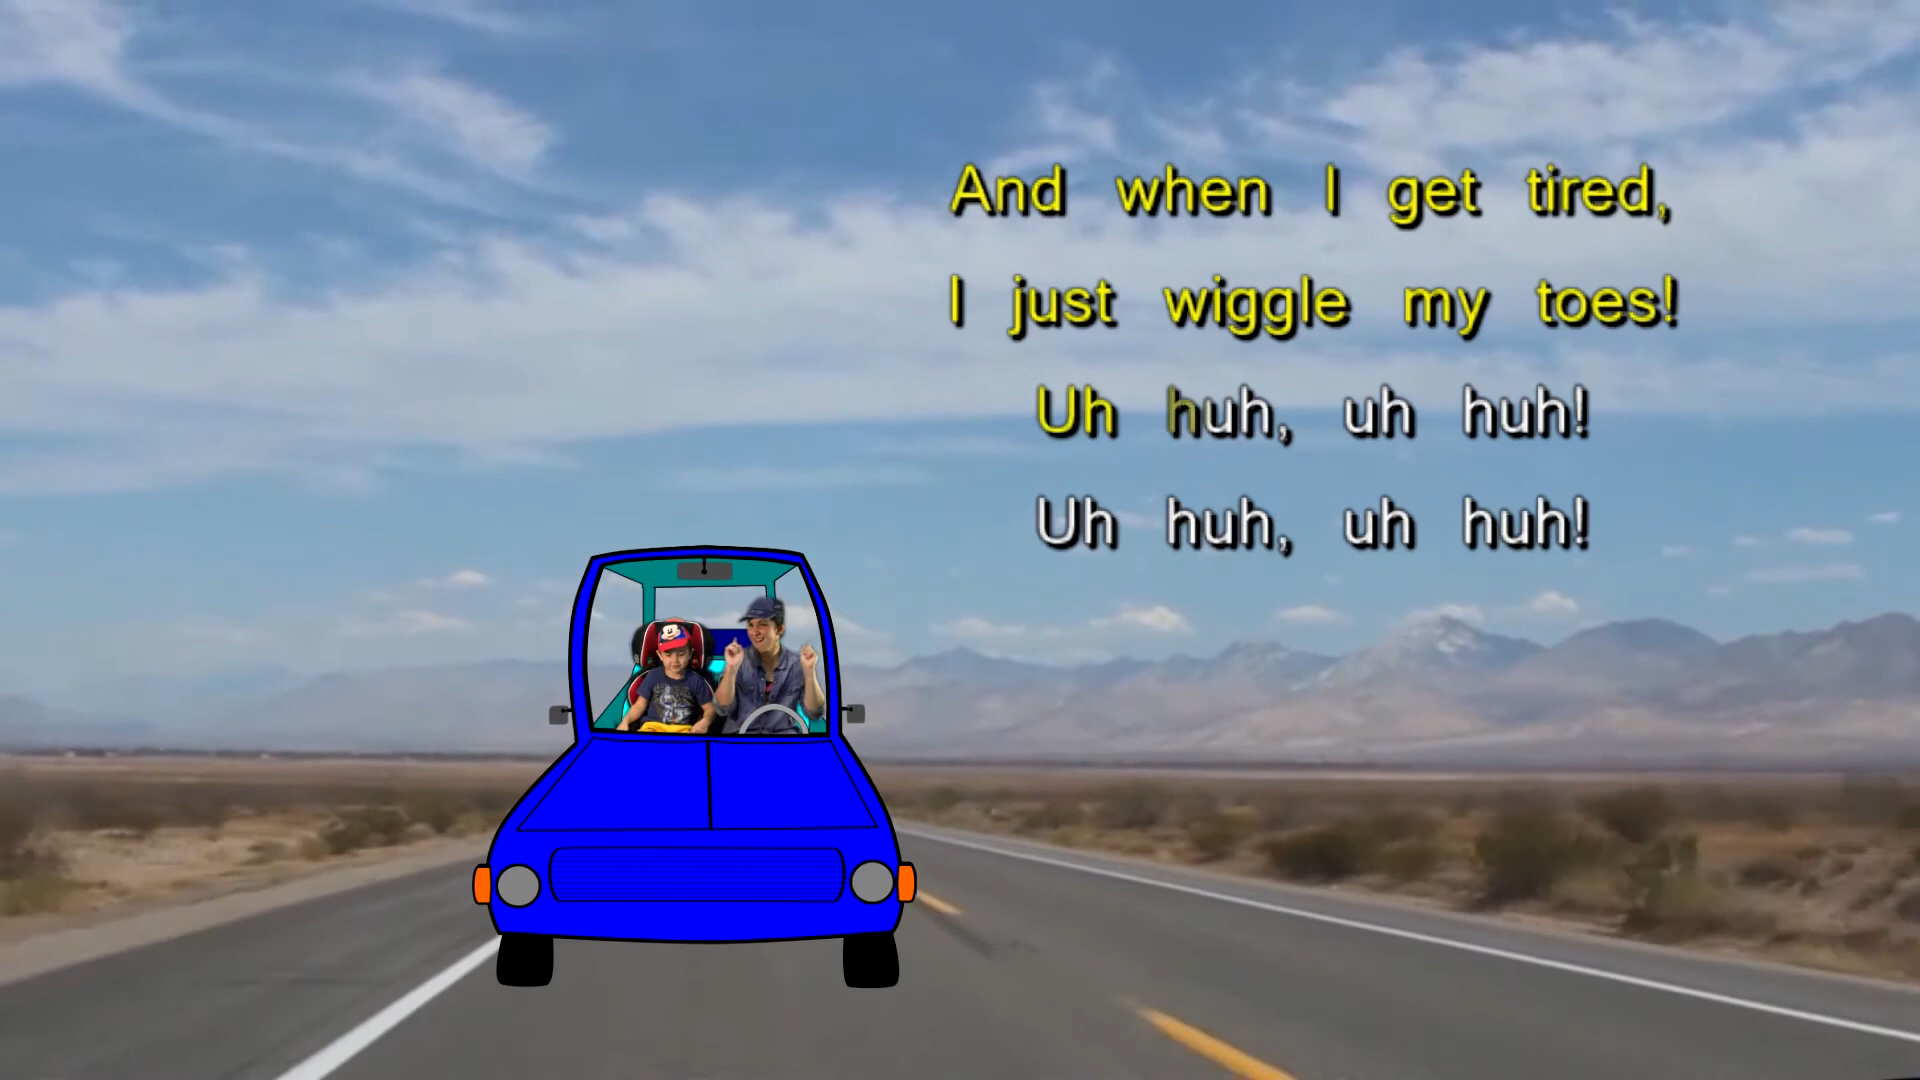 And when I get tired,
I just wiggle my toes!
Uh huh, uh huh!
Uh huh, uh huh!